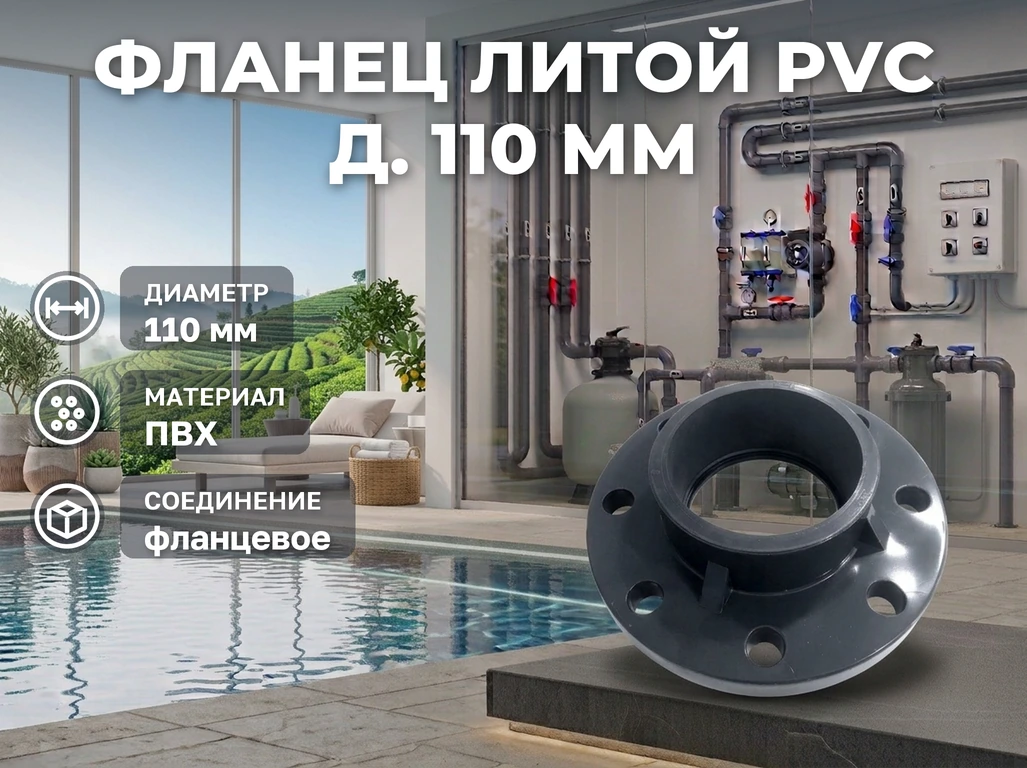 ФЛАНЕЦ ЛИТОЙ PVC
Д. 110 ММ
ДИАМЕТР
110 мм
МАТЕРИАЛ
ПВХ
СОЕДИНЕНИЕ
фланцевое